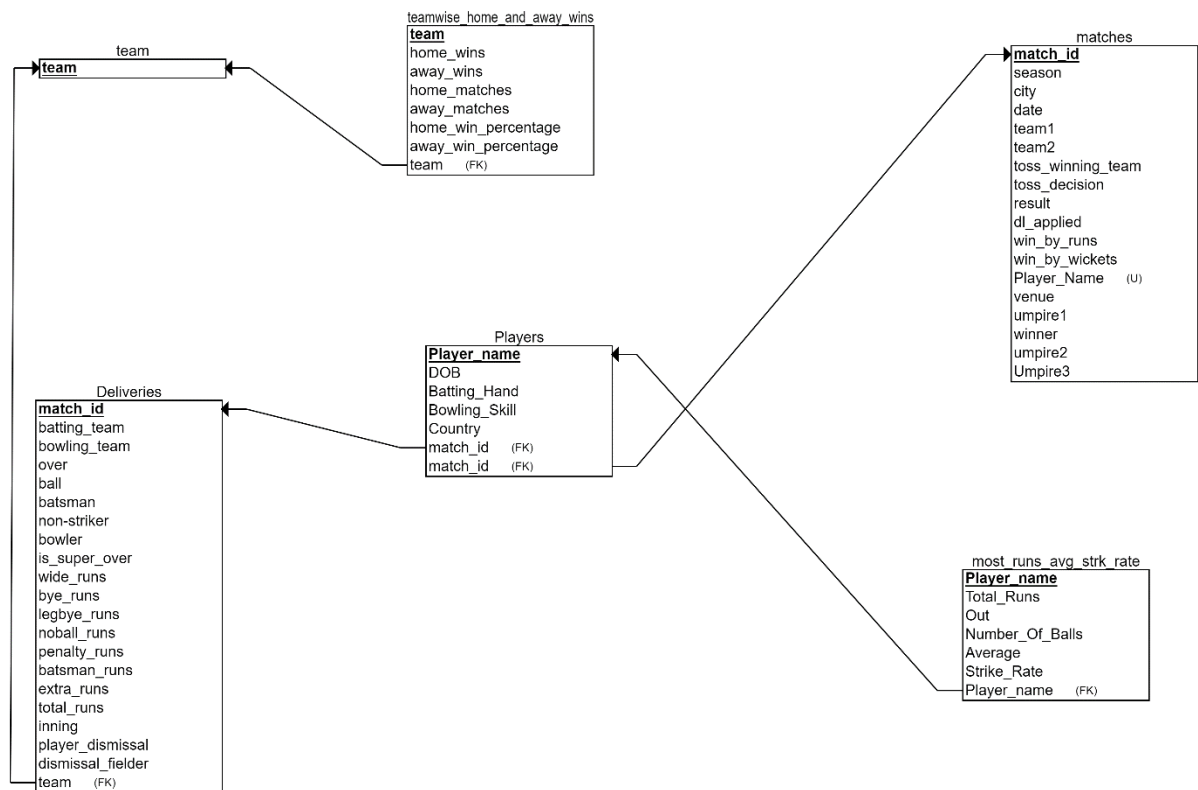 team
team
teamwise_home_and_away_wins
team
home_wins
away_wins
home_matches
away_matches
home_win_percentage
away_win_percentage
team (FK)
matches
match_id
season
city
date
team1
team2
toss_winning_team
toss_decision
result
dl_applied
win_by_runs
win_by_wickets
Player_Name (U)
venue
umpire1
winner
umpire2
Umpire3
Players
Player_name
DOB
Batting_Hand
Bowling_Skill
Country
match_id (FK)
match_id (FK)
Deliveries
match_id
batting_team
bowling_team
over
ball
batsman
non-striker
bowler
is_super_over
wide_runs
bye_runs
legbye_runs
noball_runs
penalty_runs
batsman_runs
extra_runs
total_runs
inning
player_dismissal
dismissal_fielder
team (FK)
most_runs_avg_strk_rate
Player_name
Total_Runs
Out
Number_Of_Balls
Average
Strike_Rate
Player_name (FK)